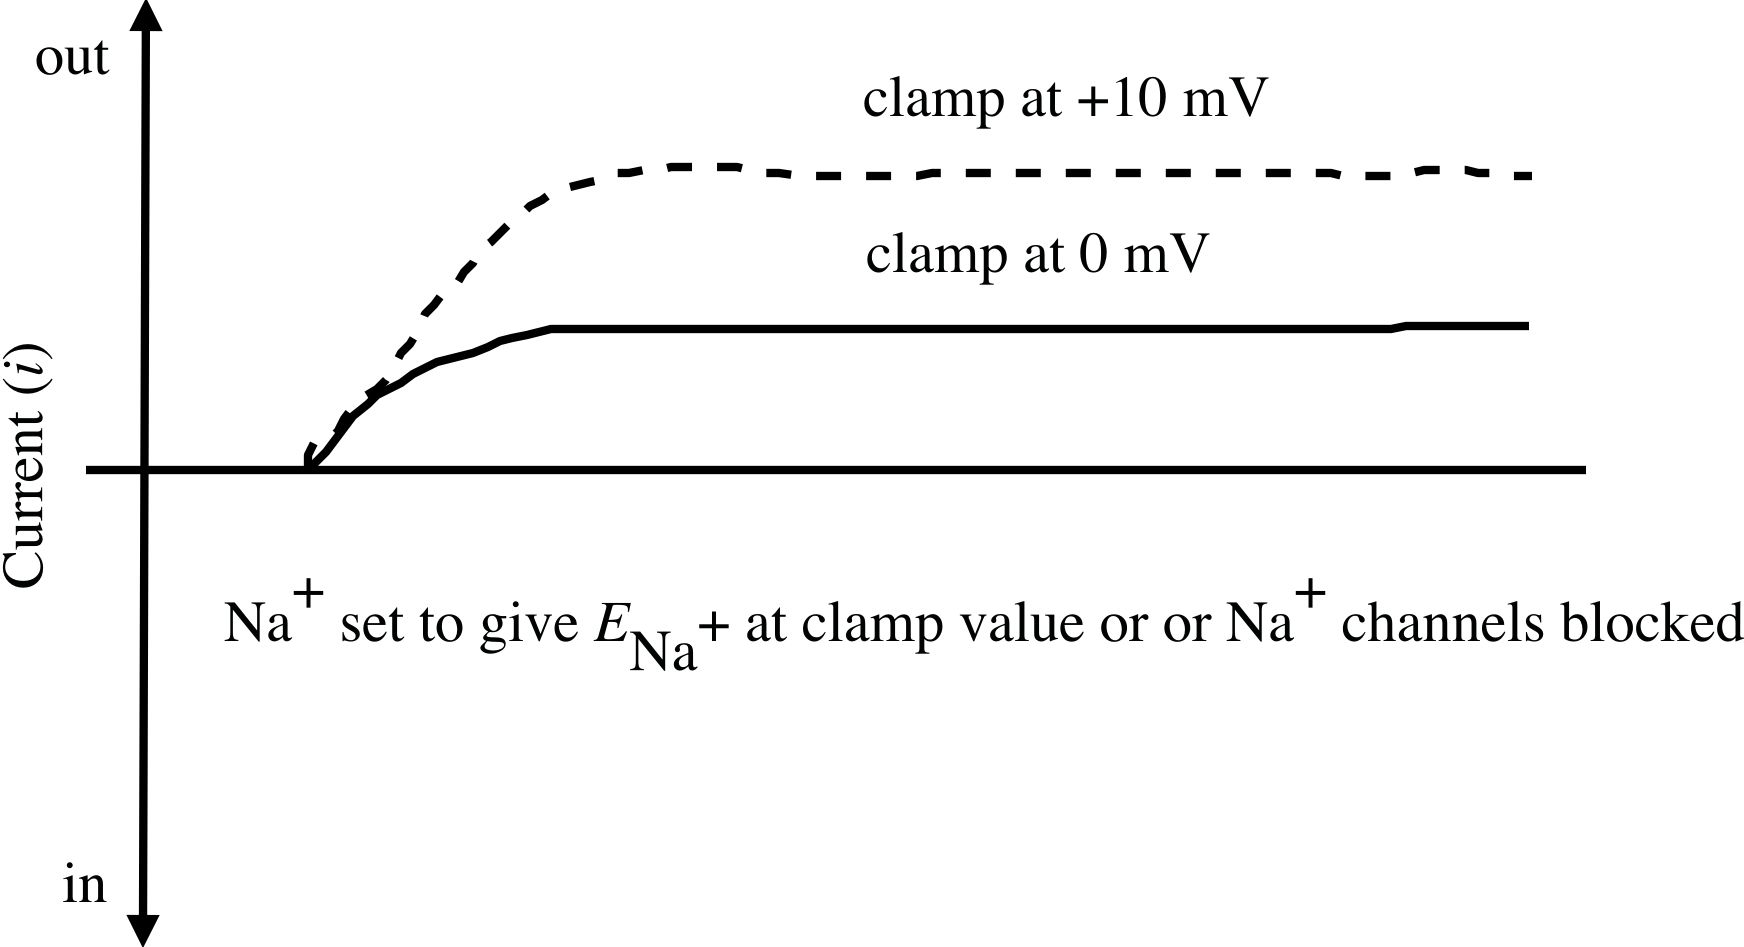 out
clamp at +10 mV
clamp at 0 mV
Current (i)
Na+ set to give ENa+ at clamp value or or Na+ channels blocked
in